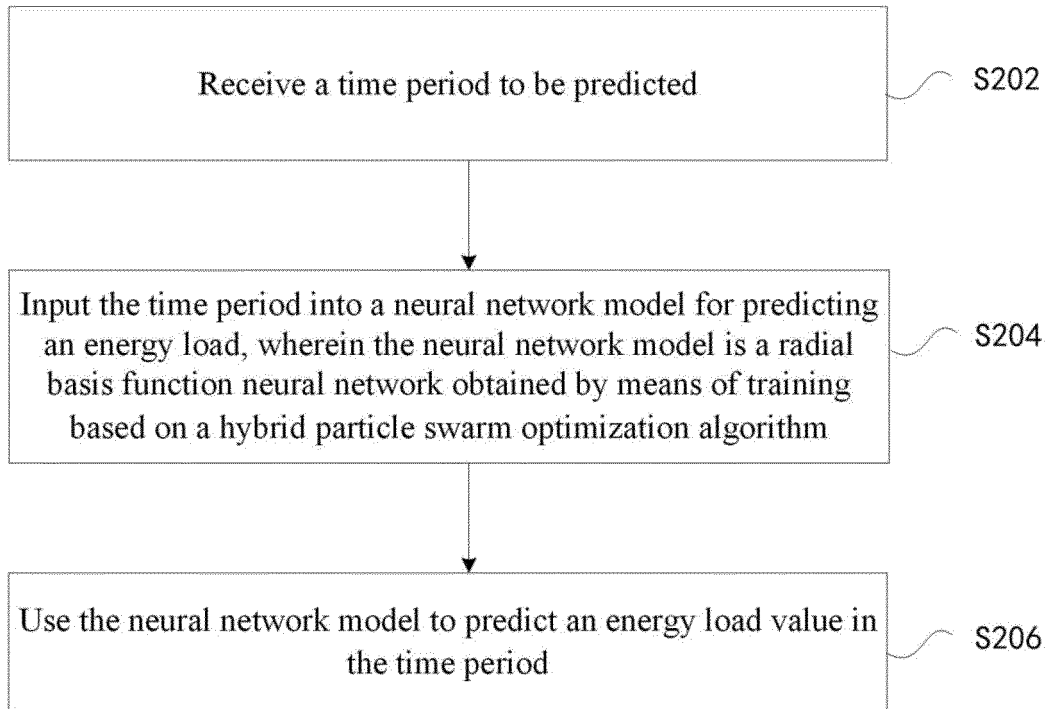 Receive a time period to be predicted
S202
Input the time period into a neural network model for predicting
an energy load, wherein the neural network model is a radial
basis function neural network obtained by means of training
based on a hybrid particle swarm optimization algorithm
S204
Use the neural network model to predict an energy load value in
the time period
S206